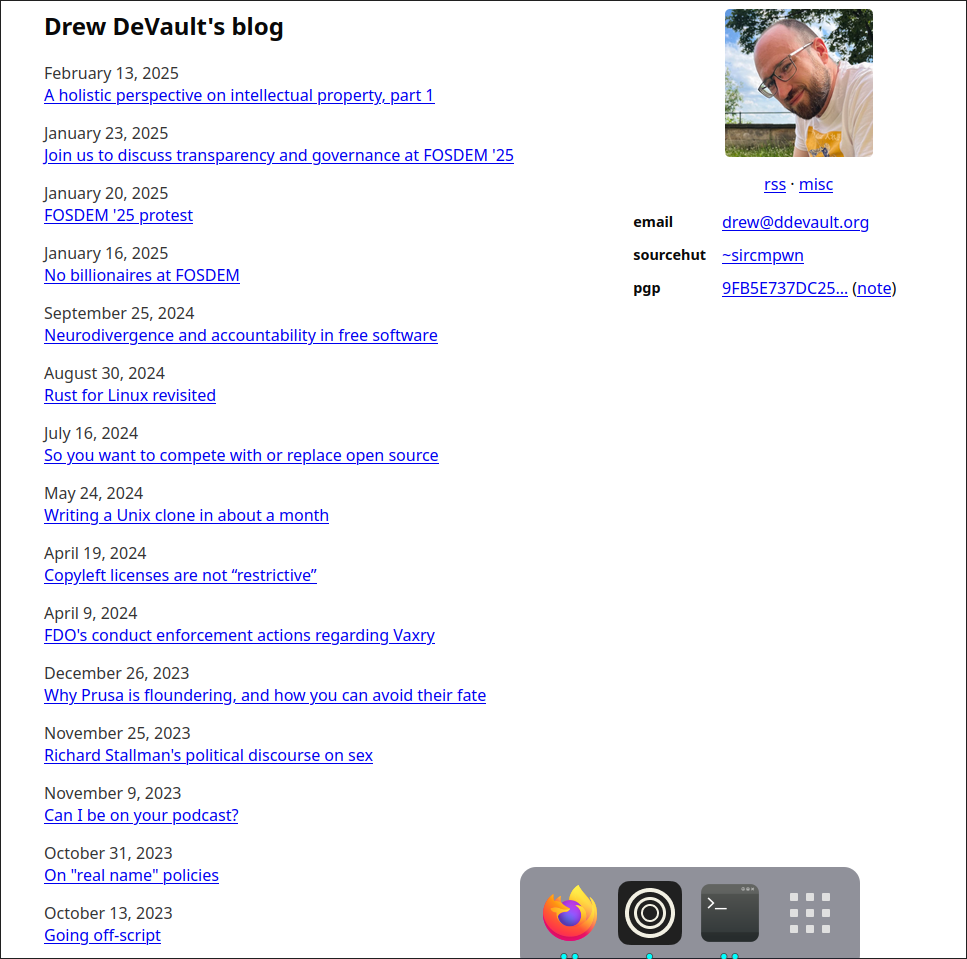 Drew DeVault's blog
February 13, 2025
A holistic perspective on intellectual property, part 1
January 23, 2025
Join us to discuss transparency and governance at FOSDEM '25
January 20, 2025
FOSDEM '25 protest
January 16, 2025
No billionaires at FOSDEM
September 25, 2024
Neurodivergence and accountability in free software
August 30, 2024
Rust for Linux revisited
July 16, 2024
So you want to compete with or replace open source
May 24, 2024
Writing a Unix clone in about a month
April 19, 2024
Copyleft licenses are not “restrictive”
April 9, 2024
FDO's conduct enforcement actions regarding Vaxry
December 26, 2023
Why Prusa is floundering, and how you can avoid their fate
November 25, 2023
Richard Stallman's political discourse on sex
November 9, 2023
Can I be on your podcast?
October 31, 2023
On "real name" policies
October 13, 2023
Going off-script
rss · misc
email drew@ddevault.org
sourcehut ~sircmpwn
pgp 9FB5E737DC25... (note)